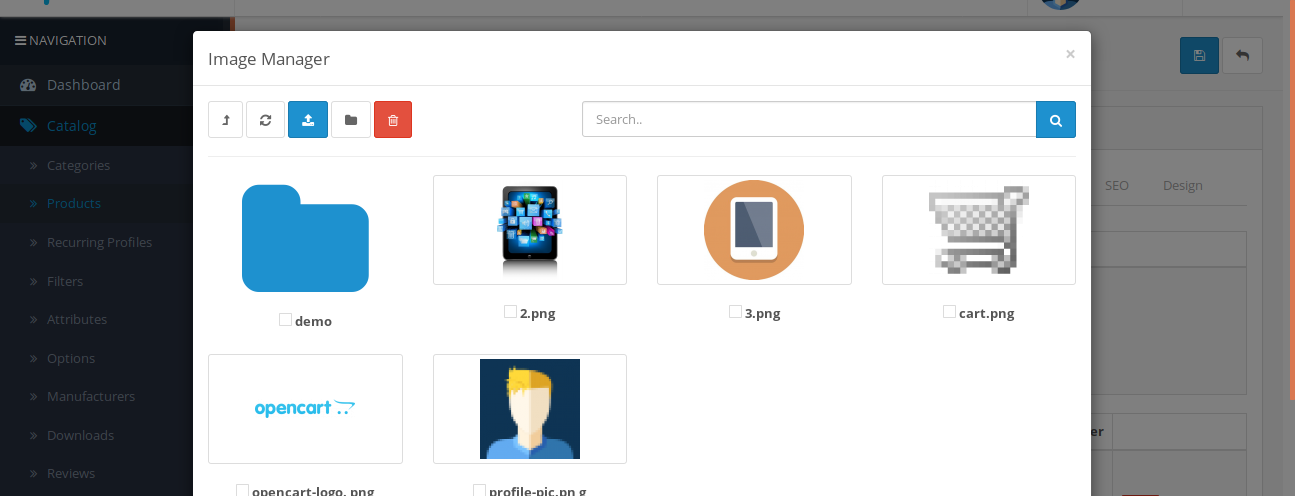 NAVIGATION
Image Manager
×
Dashboard
Search..
Catalog
Categories
SEO
Design
Products
Recurring Profiles
Filters
2.png
3.png
cart.png
demo
Attributes
Options
Manufacturers
opencart
er
Downloads
Reviews
opencart-logo. png
profile-pic.pn g